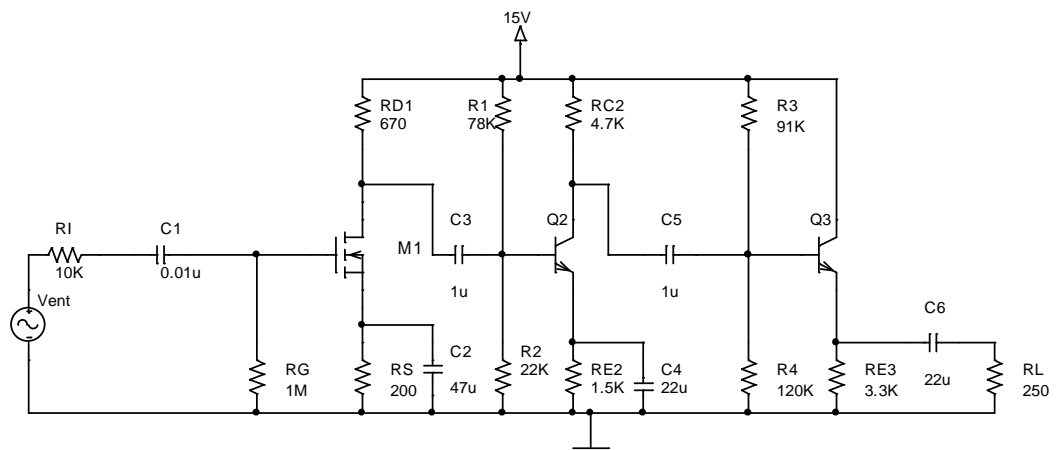 15V
RD1
670
R1
78K
RC2
4.7K
R3
91K
RI
10K
C1
0.01u
M1
C3
1u
Q2
C5
1u
Q3
Vent
RG
1M
RS
200
C2
47u
R2
22K
RE2
1.5K
C4
22u
R4
120K
RE3
3.3K
C6
22u
RL
250